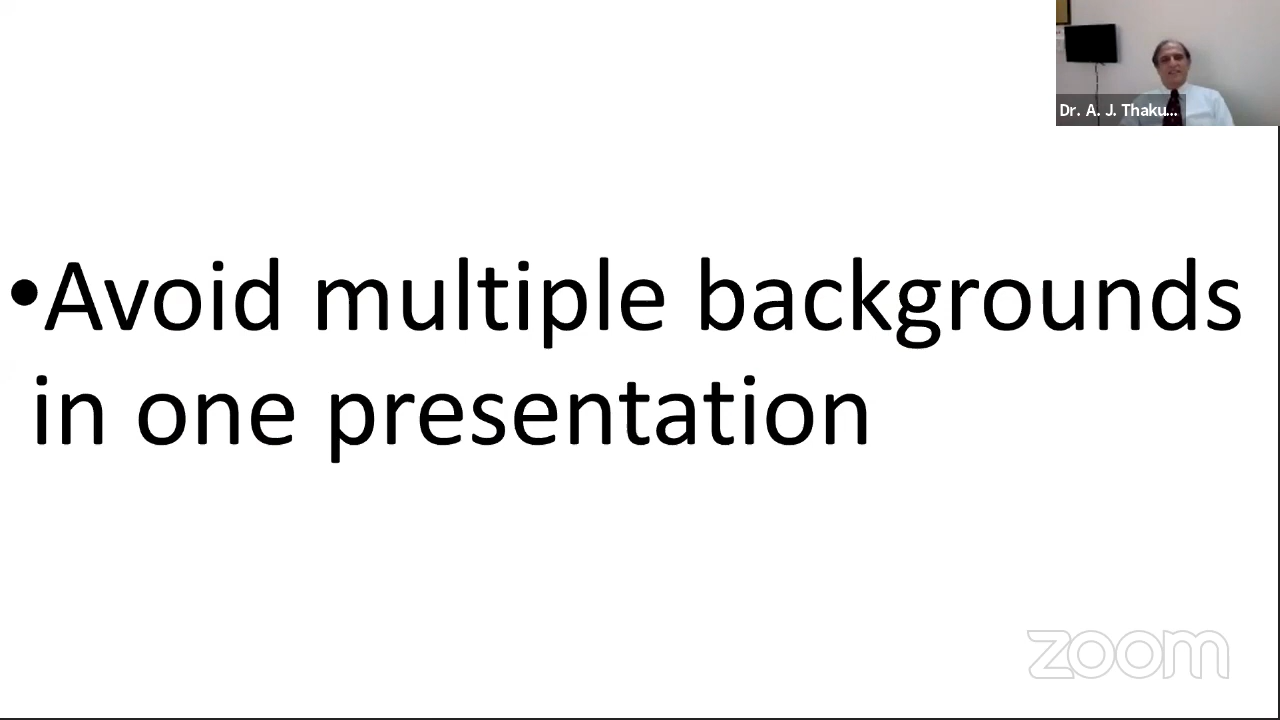 Dr. A. J. Thaku...
•Avoid multiple backgrounds
in one presentation
zoom